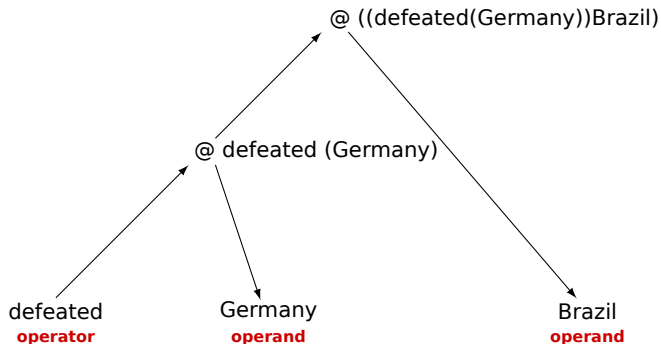 @ ((defeated(Germany))Brazil)
@ defeated (Germany)
defeated
operator
Germany
operand
Brazil
operand